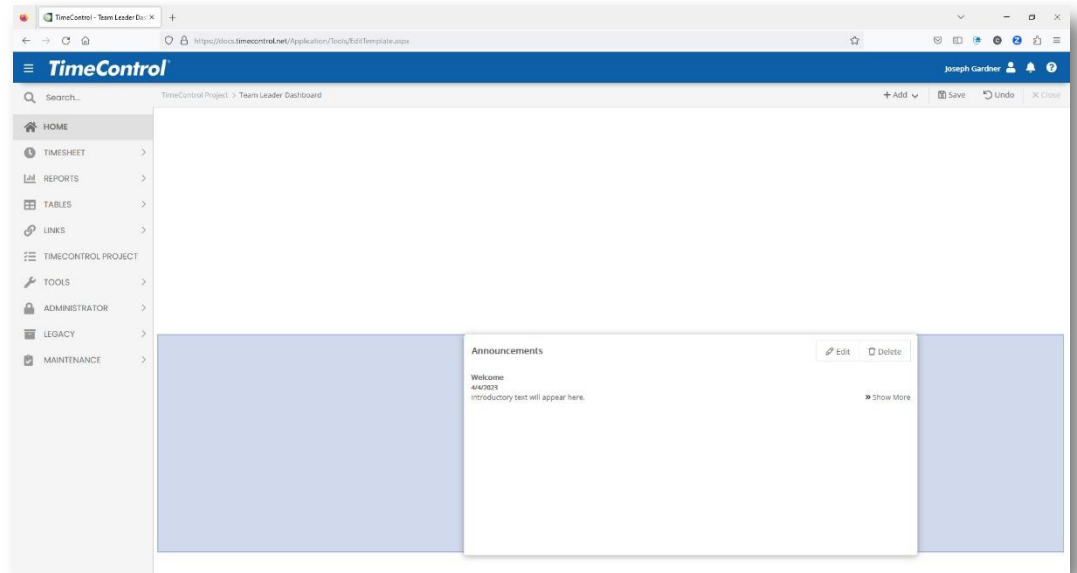 TimeControl - Team Leader Das
https://docs.timecontrol.net/Application/Tools/EditTemplate.aspx
TimeControl
Joseph Gardner
Search...
TimeControl Project > Team Leader Dashboard
+ Add
Save
Undo
Close
HOME
TIMESHEET
REPORTS
TABLES
LINKS
TIMECONTROL PROJECT
TOOLS
ADMINISTRATOR
LEGACY
MAINTENANCE
Announcements
Edit
Delete
Welcome
4/4/2023
Introductory text will appear here.
» Show More